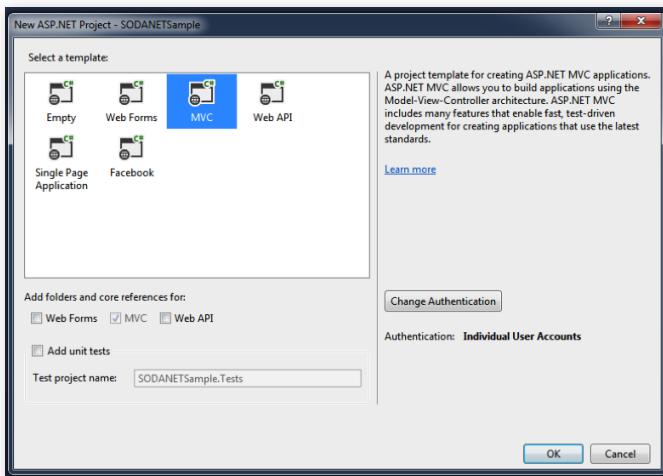 New ASP.NET Project - SODANETSample
Select a template:
Empty
Web Forms
MVC
Web API
Single Page
Application
Facebook
A project template for creating ASP.NET MVC applications.
ASP.NET MVC allows you to build applications using the
Model-View-Controller architecture. ASP.NET MVC
includes many features that enable fast, test-driven
development for creating applications that use the latest
standards.
Learn more
Add folders and core references for:
Web Forms MVC Web API
Add unit tests
Test project name: SODANETSample.Tests
Change Authentication
Authentication: Individual User Accounts
OK Cancel